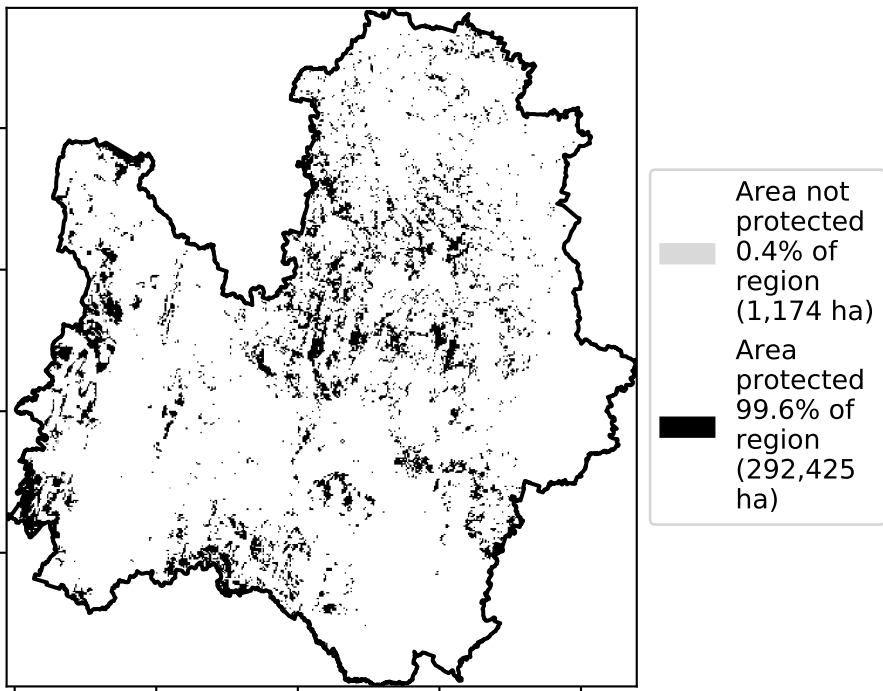 Area not
protected
0.4% of
region
(1,174 ha)
Area
protected
99.6% of
region
(292,425
ha)